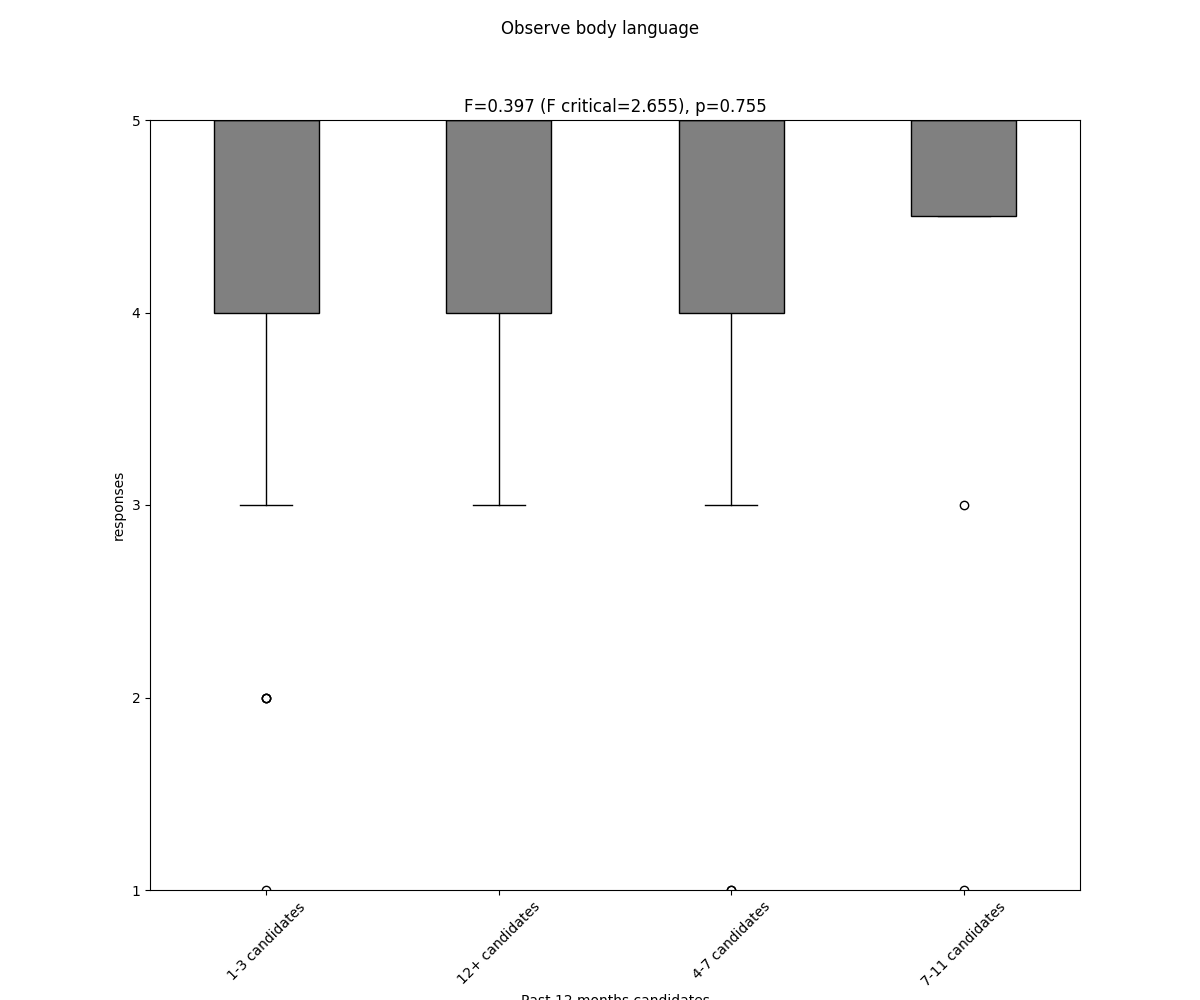 Observe body language
F=0.397 (F critical=2.655), p=0.755
5
4
3
2
1
responses
1-3 candidates
12+ candidates
4-7 candidates
7-11 candidates
Past 12 months candidates